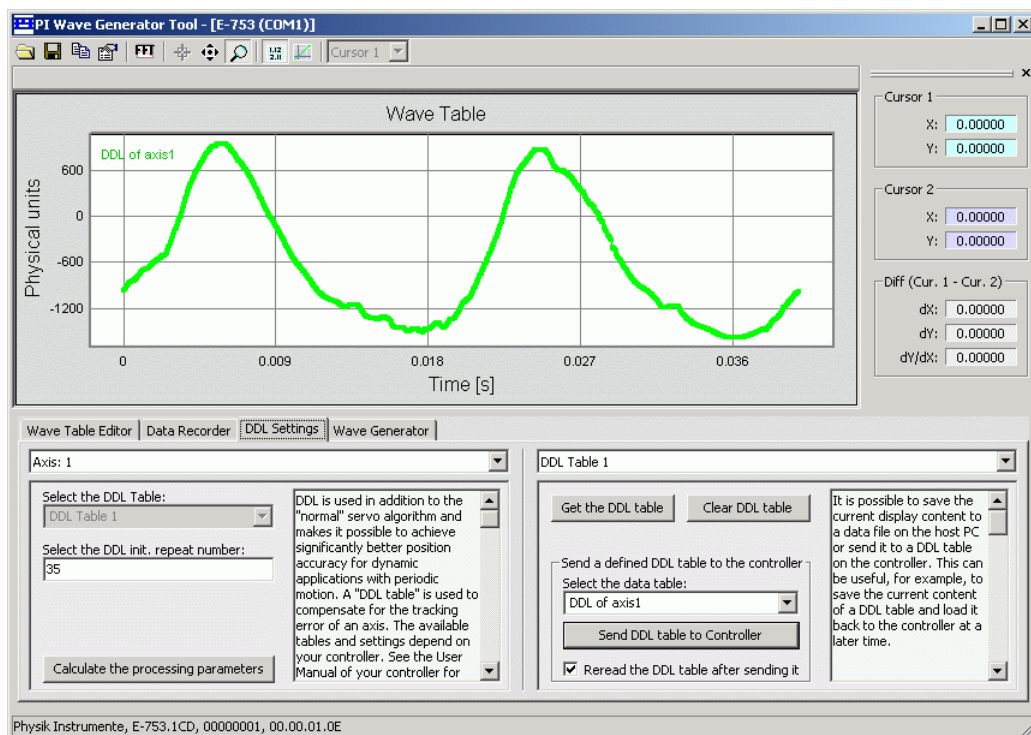 PI Wave Generator Tool - [E-753 (COM1)]
FFT
Cursor 1
Wave Table
DDL of axis1
Physical units
600
0
-600
-1200
0
0.009
0.018
0.027
0.036
Time [s]
Cursor 1
X: 0.00000
Y: 0.00000
Cursor 2
X: 0.00000
Y: 0.00000
Diff (Cur. 1 - Cur. 2)
dX: 0.00000
dY: 0.00000
dY/dX: 0.00000
Wave Table Editor
Data Recorder
DDL Settings
Wave Generator
Axis: 1
Select the DDL Table:
DDL Table 1
Select the DDL init. repeat number:
35
Calculate the processing parameters
DDL is used in addition to the
"normal" servo algorithm and
makes it possible to achieve
significantly better position
accuracy for dynamic
applications with periodic
motion. A "DDL table" is used to
compensate for the tracking
error of an axis. The available
tables and settings depend on
your controller. See the User
Manual of your controller for
DDL Table 1
Get the DDL table
Clear DDL table
Send a defined DDL table to the controller
Select the data table:
DDL of axis1
Send DDL table to Controller
Reread the DDL table after sending it
It is possible to save the
current display content to
a data file on the host PC
or send it to a DDL table
on the controller. This can
be useful, for example, to
save the current content
of a DDL table and load it
back to the controller at a
later time.
Physik Instrumente, E-753.1CD, 00000001, 00.00.01.0E